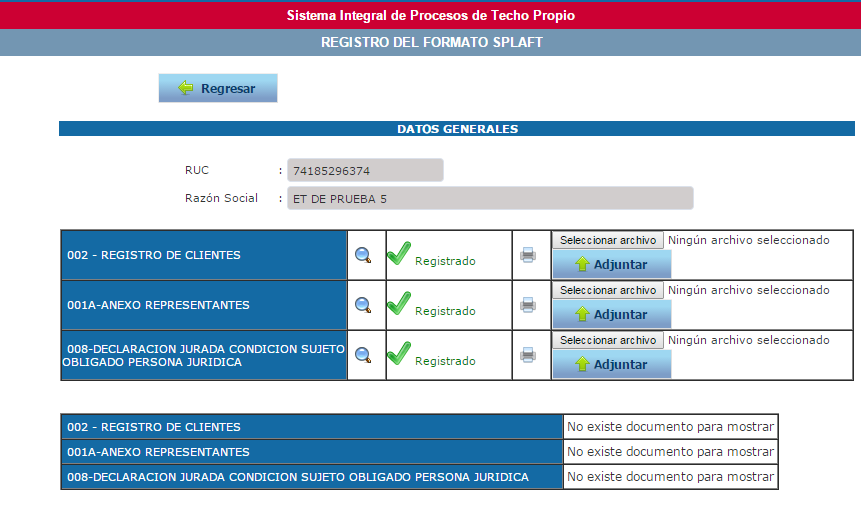 Sistema Integral de Procesos de Techo Propio
REGISTRO DEL FORMATO SPLAFT
Regresar
DATOS GENERALES
RUC : 74185296374
Razón Social : ET DE PRUEBA 5
002 - REGISTRO DE CLIENTES
Registrado
Seleccionar archivo Ningún archivo seleccionado
Adjuntar
001A-ANEXO REPRESENTANTES
Registrado
Seleccionar archivo Ningún archivo seleccionado
Adjuntar
008-DECLARACION JURADA CONDICION SUJETO
OBLIGADO PERSONA JURIDICA
Registrado
Seleccionar archivo Ningún archivo seleccionado
Adjuntar
002 - REGISTRO DE CLIENTES No existe documento para mostrar
001A-ANEXO REPRESENTANTES No existe documento para mostrar
008-DECLARACION JURADA CONDICION SUJETO OBLIGADO PERSONA JURIDICA No existe documento para mostrar